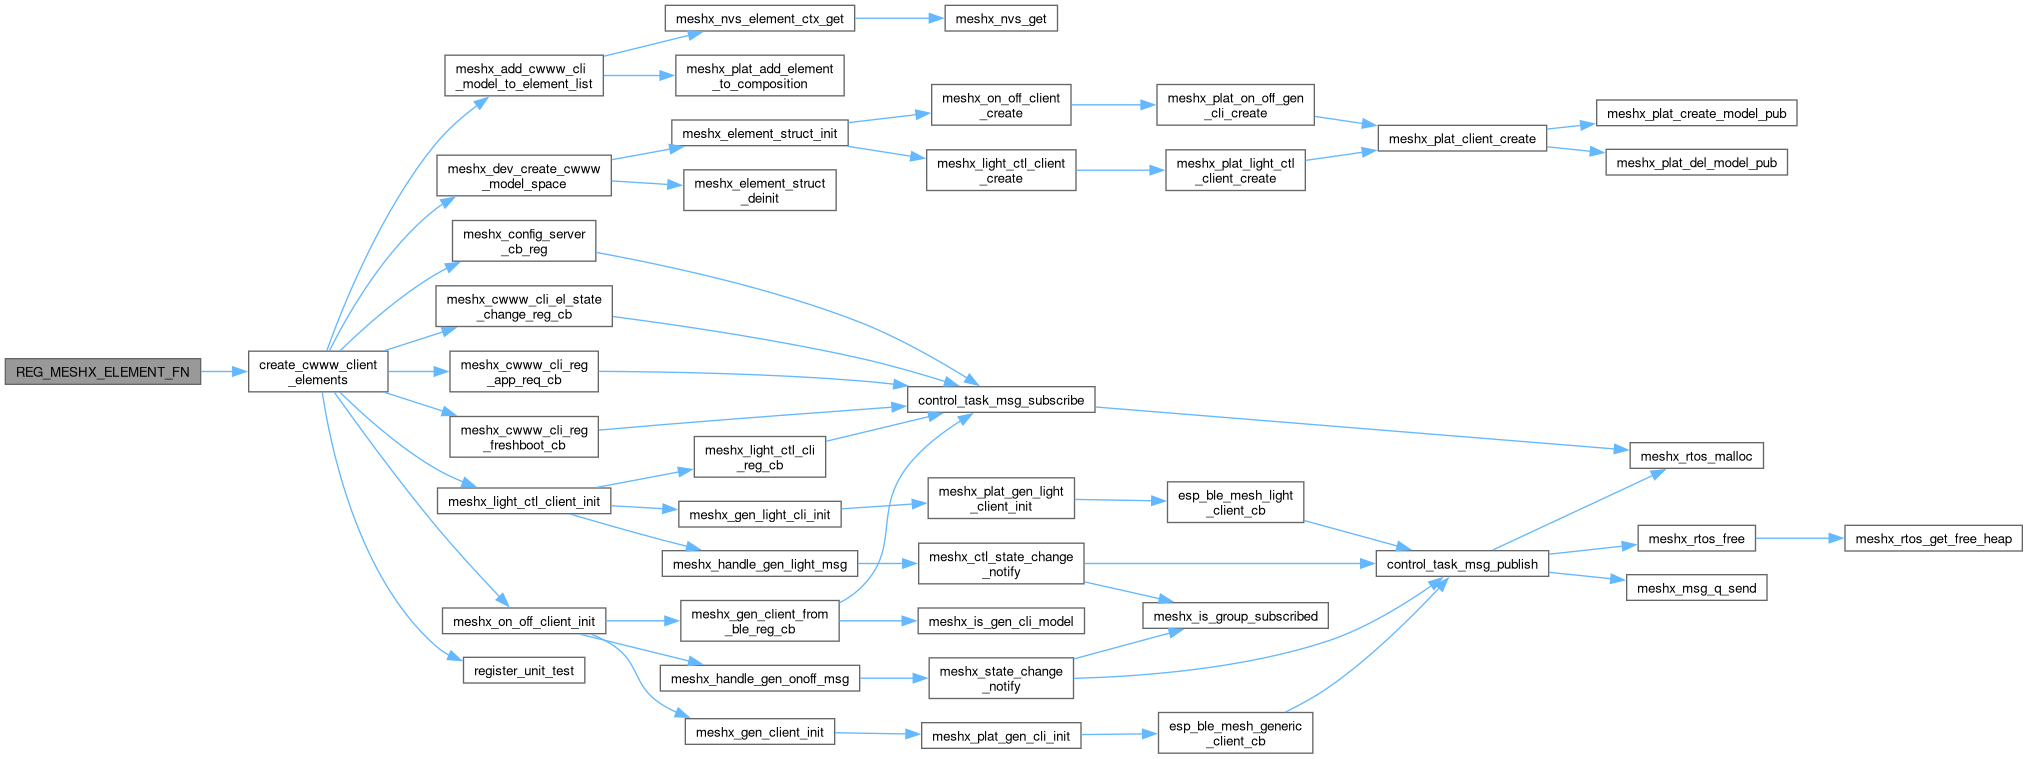 REG_MESHX_ELEMENT_FN
create_cwww_client
_elements
meshx_add_cwww_cli
_model_to_element_list
meshx_nvs_element_ctx_get
meshx_nvs_get
meshx_plat_add_element
_to_composition
meshx_dev_create_cwww
_model_space
meshx_element_struct_init
meshx_on_off_client
_create
meshx_plat_on_off_gen
_cli_create
meshx_plat_client_create
meshx_plat_create_model_pub
meshx_plat_del_model_pub
meshx_light_ctl_client
_create
meshx_plat_light_ctl
_client_create
meshx_element_struct
_deinit
meshx_config_server
_cb_reg
meshx_cwww_cli_el_state
_change_reg_cb
meshx_cwww_cli_reg
_app_req_cb
meshx_cwww_cli_reg
_freshboot_cb
control_task_msg_subscribe
meshx_rtos_malloc
meshx_light_ctl_client_init
meshx_light_ctl_cli
_reg_cb
meshx_gen_light_cli_init
meshx_plat_gen_light
_client_init
esp_ble_mesh_light
_client_cb
meshx_handle_gen_light_msg
meshx_ctl_state_change
_notify
control_task_msg_publish
meshx_rtos_free
meshx_rtos_get_free_heap
meshx_msg_q_send
meshx_is_group_subscribed
meshx_on_off_client_init
meshx_gen_client_from
_ble_reg_cb
meshx_is_gen_cli_model
meshx_handle_gen_onoff_msg
meshx_state_change
_notify
meshx_gen_client_init
meshx_plat_gen_cli_init
esp_ble_mesh_generic
_client_cb
register_unit_test